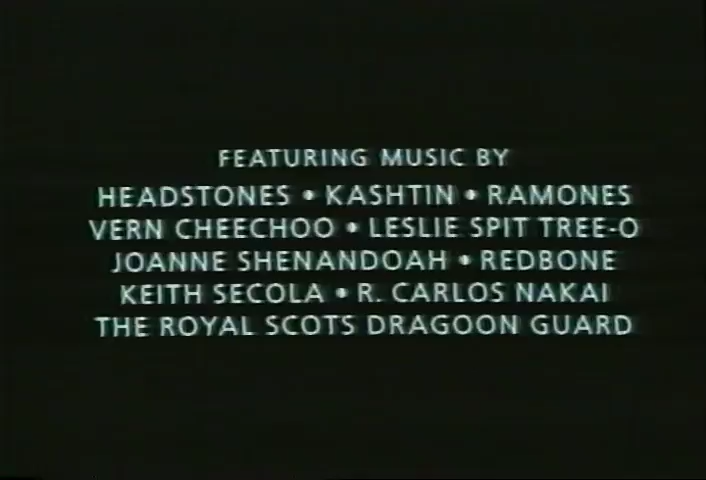 FEATURING MUSIC BY
HEADSTONES • KASHTIN • RAMONES
VERN CHEECHOO • LESLIE SPIT TREE-O
JOANNE SHENANDOAH • REDBONE
KEITH SECOLA • R. CARLOS NAKAI
THE ROYAL SCOTS DRAGOON GUARD